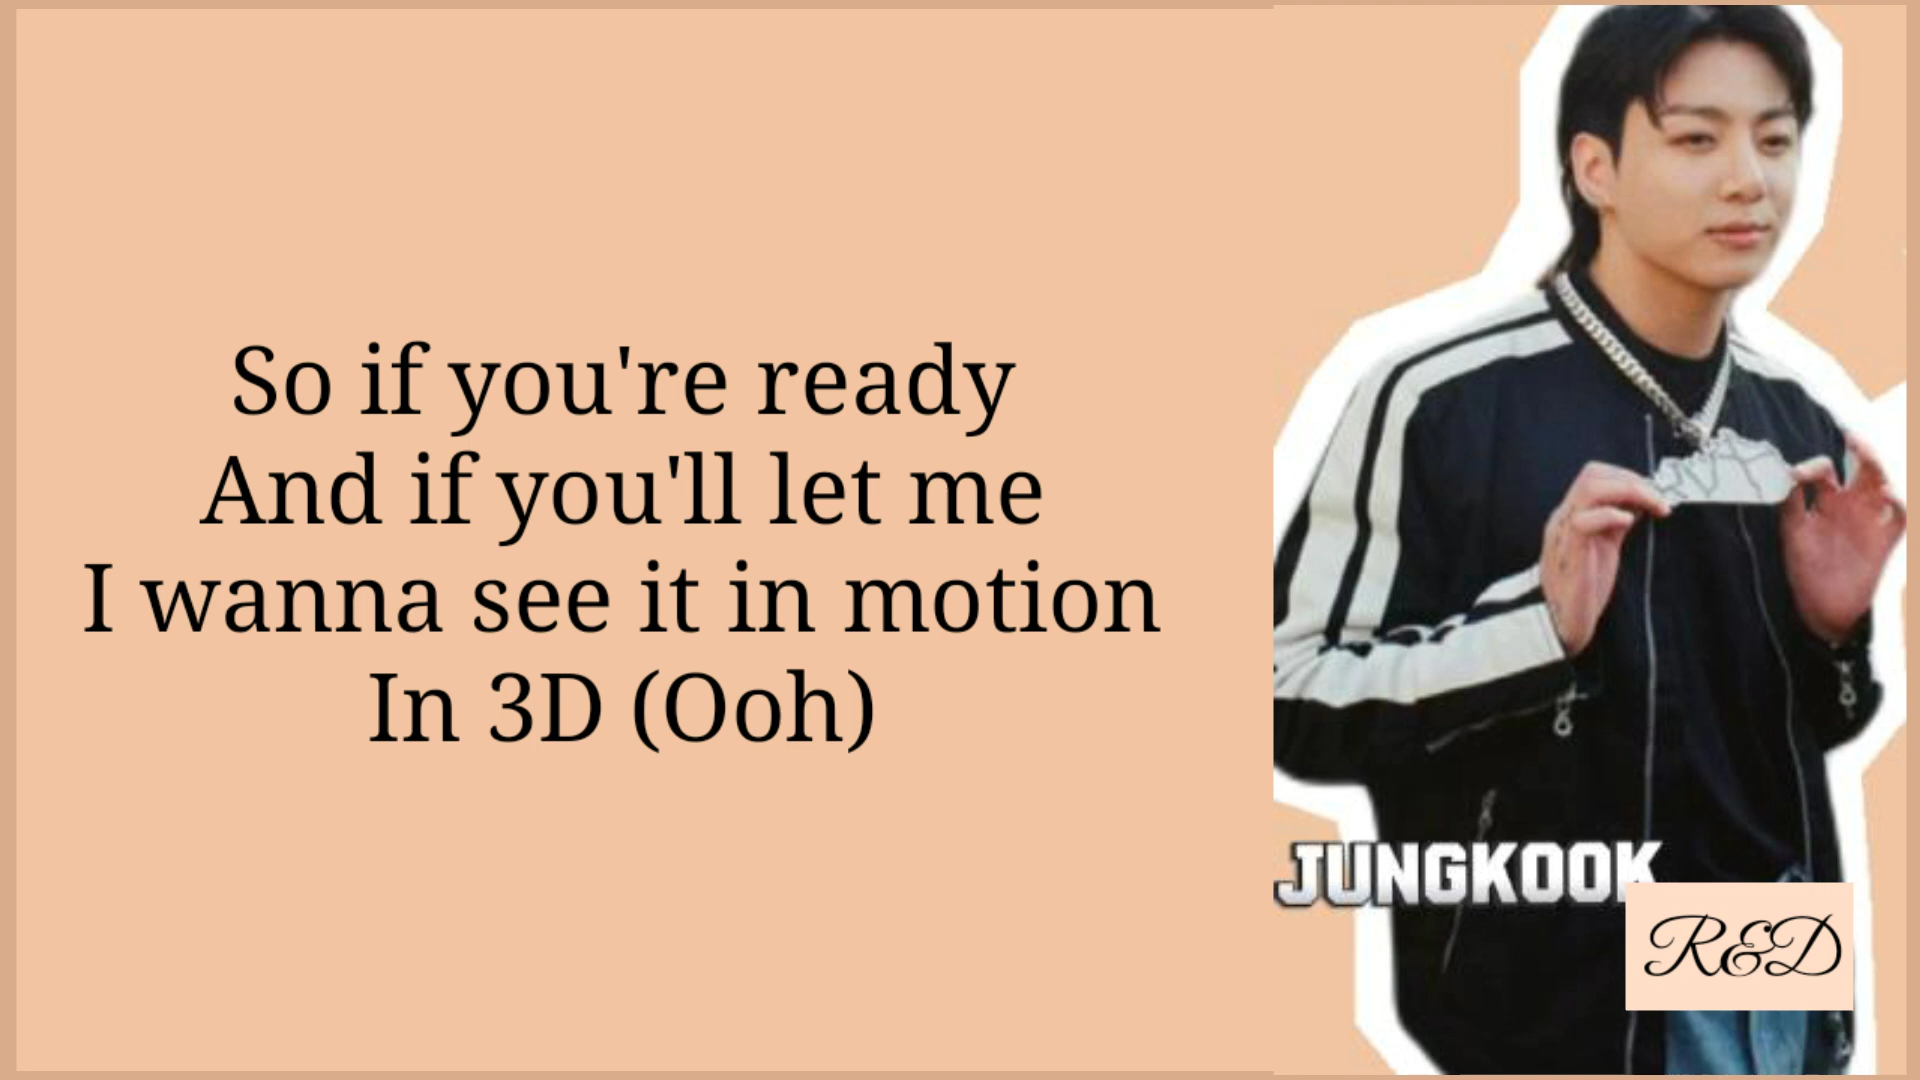 So if you're ready
And if you'll let me
I wanna see it in motion
In 3D (Ooh)
JUNGKOOK
R&D